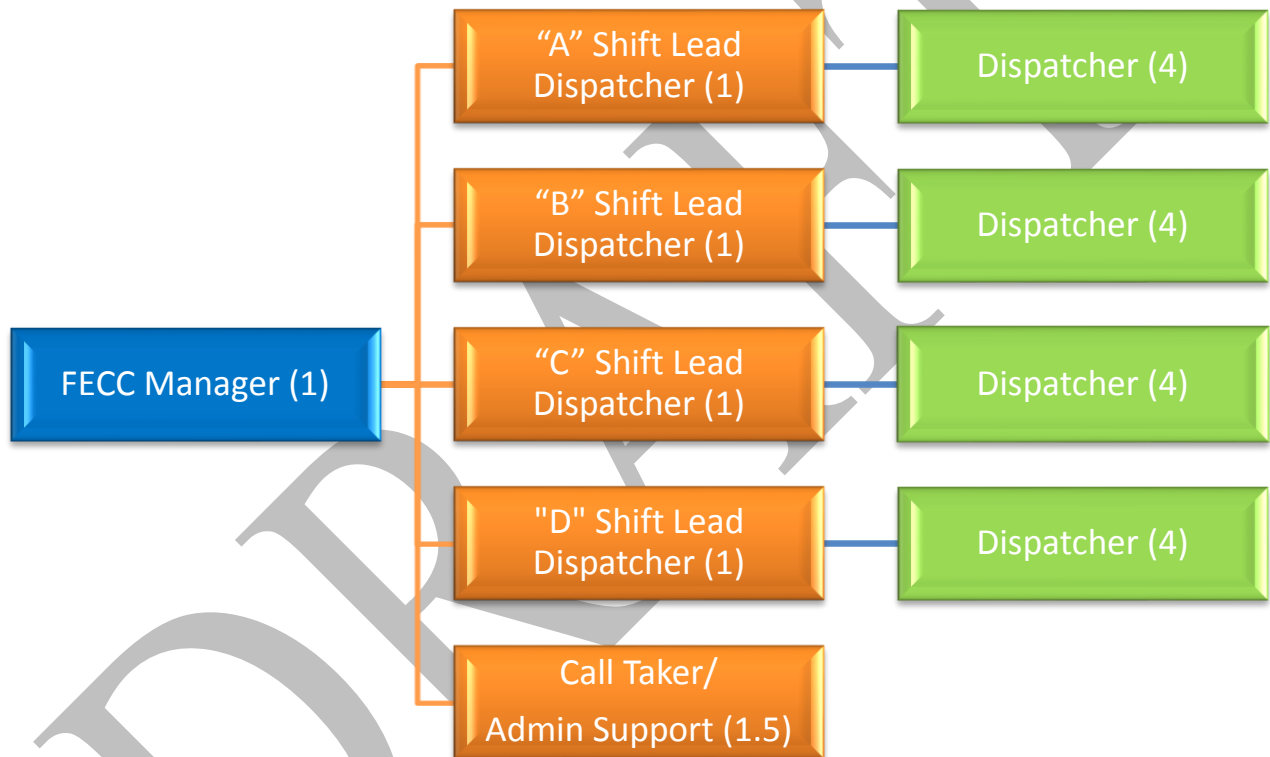 “A” Shift Lead
Dispatcher (1)
Dispatcher (4)
“B” Shift Lead
Dispatcher (1)
Dispatcher (4)
FECC Manager (1)
“C” Shift Lead
Dispatcher (1)
Dispatcher (4)
"D" Shift Lead
Dispatcher (1)
Dispatcher (4)
Call Taker/
Admin Support (1.5)
DRAFT